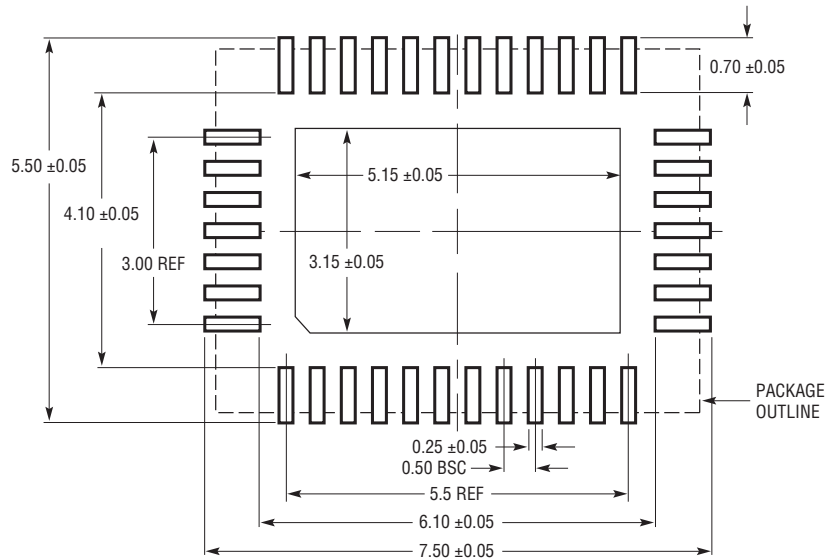 0.70 ±0.05
5.50 ±0.05
5.15 ±0.05
4.10 ±0.05
3.00 REF
3.15 ±0.05
PACKAGE
OUTLINE
0.25 ±0.05
0.50 BSC
5.5 REF
6.10 ±0.05
7.50 ±0.05